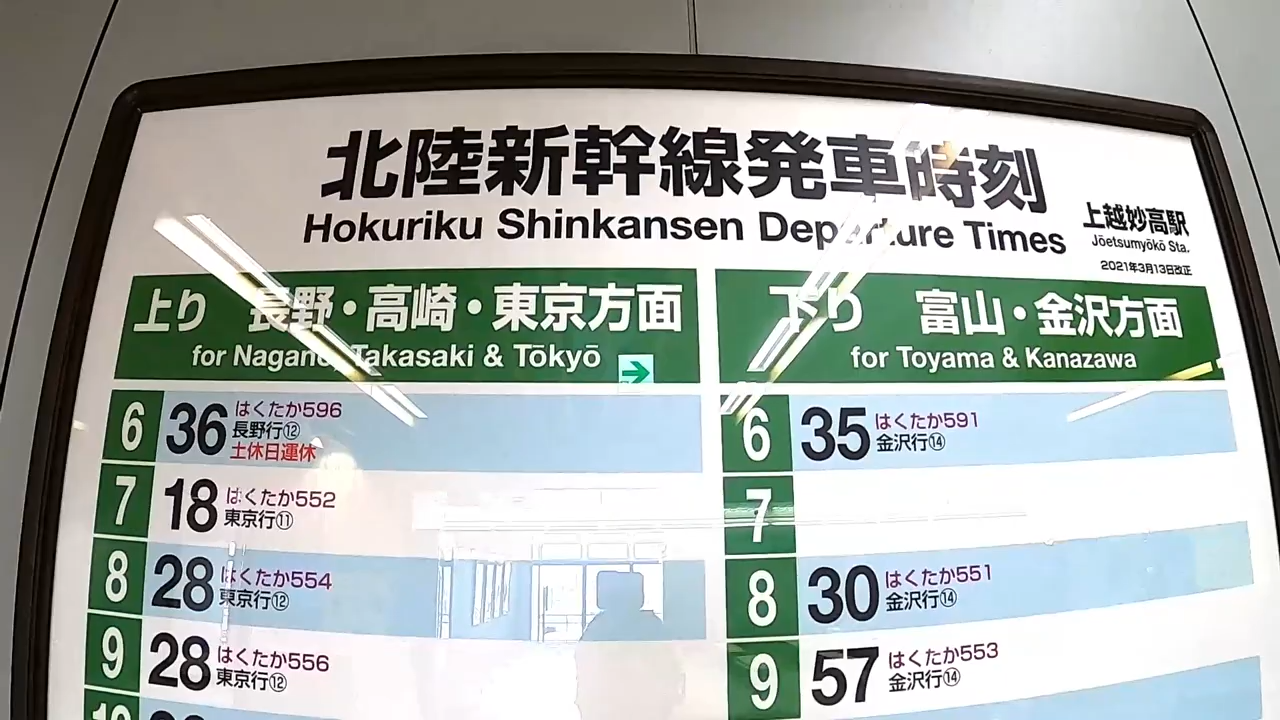 北陸新幹線発車時刻
Hokuriku Shinkansen Departure Times
上越妙高駅
Jōetsumyōkō Sta.
2021年3月13日改正
上り 長野・高崎・東京方面
for Nagano, Takasaki & Tōkyō
6 36 はくたか596
長野行⑫
土休日運休
7 18 はくたか552
東京行⑪
8 28 はくたか554
東京行⑫
9 28 はくたか556
東京行⑫
10
下り 富山・金沢方面
for Toyama & Kanazawa
6 35 はくたか591
金沢行⑭
7
8 30 はくたか551
金沢行⑭
9 57 はくたか553
金沢行⑭